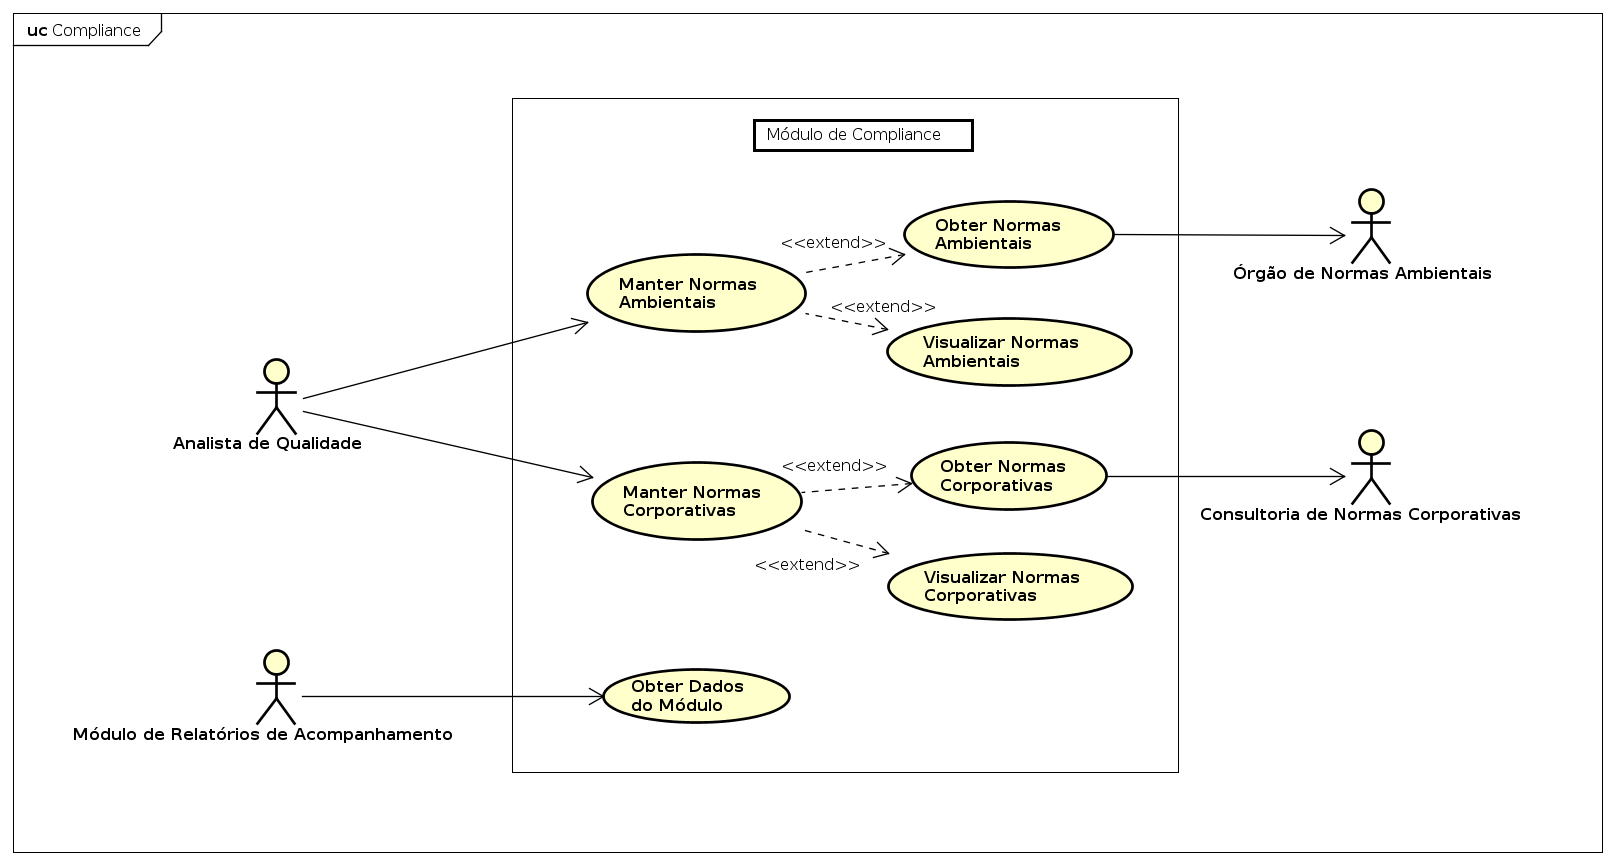 uc Compliance
Módulo de Compliance
Obter Normas
Ambientais
Órgão de Normas Ambientais
<<extend>>
Manter Normas
Ambientais
<<extend>>
Visualizar Normas
Ambientais
Analista de Qualidade
Obter Normas
Corporativas
<<extend>>
Consultoria de Normas Corporativas
Manter Normas
Corporativas
<<extend>>
Visualizar Normas
Corporativas
Obter Dados
do Módulo
Módulo de Relatórios de Acompanhamento